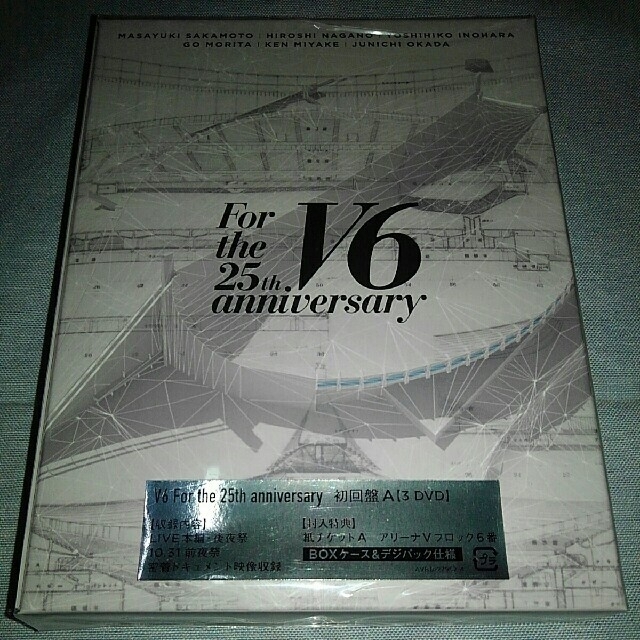 MASAYUKI SAKAMOTO | HIROSHI NAGANO | YOSHIHIKO INOHARA
GO MORITA | KEN MIYAKE | JUNICHI OKADA
For
the
25th
anniversary
V6
V6 For the 25th anniversary 初回盤 A【3 DVD】
【収録内容】
LIVE本編・後夜祭
10.31 前夜祭
密着ドキュメント映像収録
【封入特典】
紙チケットA アリーナVブロック6番
BOXケース&デジパック仕様
プラ